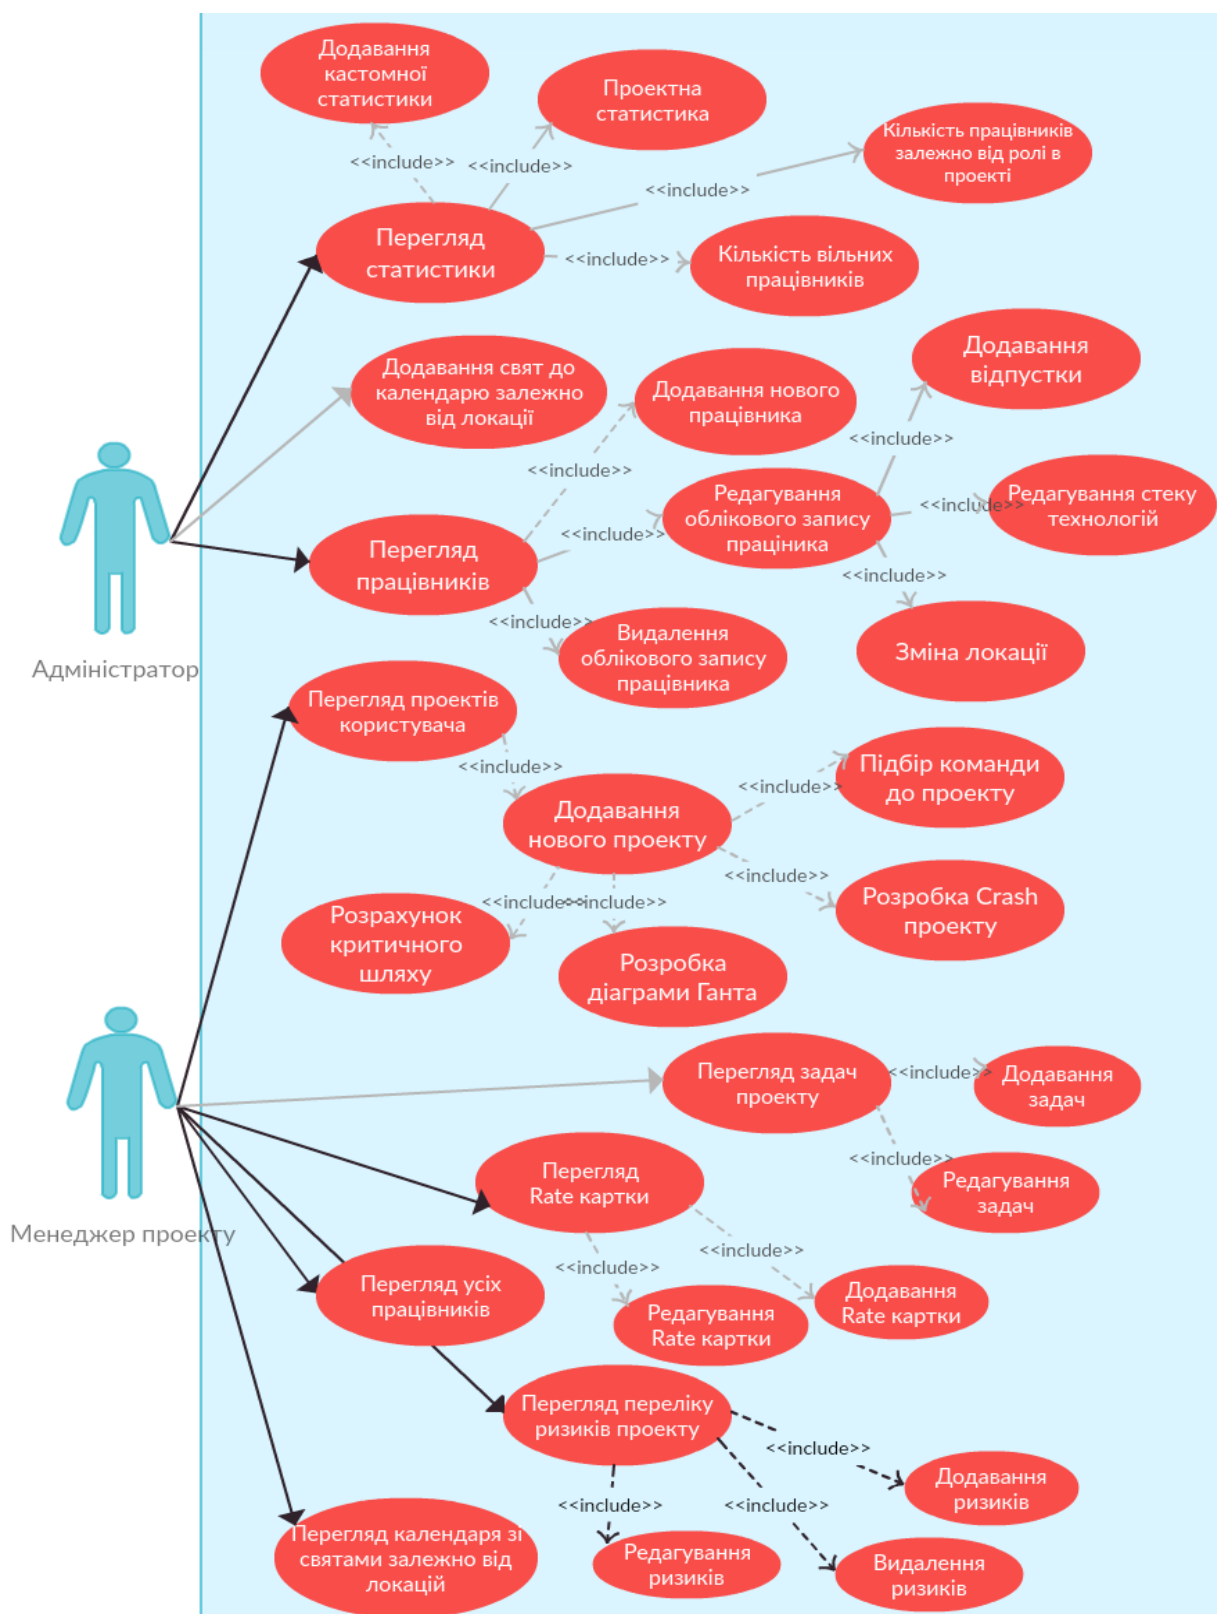 Додавання
кастомної
статистики
Проектна
статистика
Кількість працівників
залежно від ролі в
проекті
<<include>>
<<include>>
<<include>>
Перегляд
статистики
<<include>>
Кількість вільних
працівників
Додавання свят до
календарю залежно
від локації
Додавання нового
працівника
Додавання
відпустки
<<include>>
<<include>>
Редагування
облікового запису
праціника
<<include>>
Редагування стеку
технологій
<<include>>
Перегляд
працівників
<<include>>
<<include>>
Видалення
облікового запису
працівника
Зміна локації
Адміністратор
Перегляд проектів
користувача
<<include>>
Підбір команди
до проекту
<<include>>
Додавання
нового проекту
<<include>>
Розробка Crash
проекту
<<include>>
<<include>>
Розрахунок
критичного
шляху
Розробка
діаграми Ганта
Перегляд задач
проекту
<<include>>
Додавання
задач
<<include>>
Редагування
задач
Перегляд
Rate картки
Менеджер проекту
<<include>>
<<include>>
Перегляд усіх
працівників
Додавання
Rate картки
Редагування
Rate картки
Перегляд переліку
ризиків проекту
<<include>>
Додавання
ризиків
<<include>>
<<include>>
Перегляд календаря зі
святами залежно від
локацій
Редагування
ризиків
Видалення
ризиків